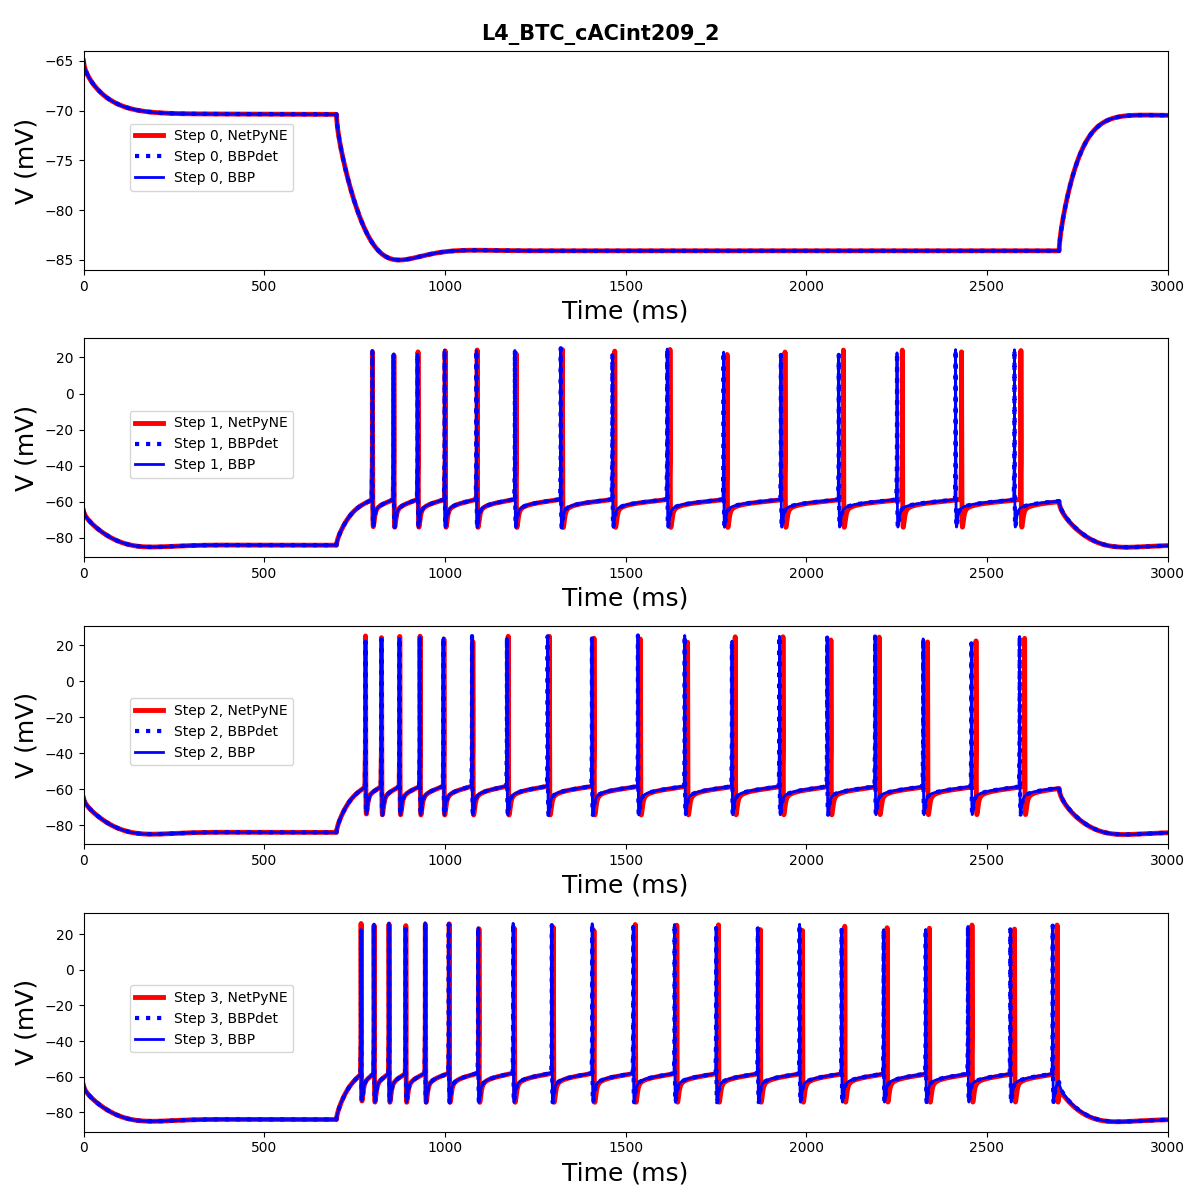 L4_BTC_cACint209_2
−65
−70
−75
−80
−85
V (mV)
Step 0, NetPyNE
Step 0, BBPdet
Step 0, BBP
0 500 1000 1500 2000 2500 3000
Time (ms)
20
0
−20
−40
−60
−80
V (mV)
Step 1, NetPyNE
Step 1, BBPdet
Step 1, BBP
0 500 1000 1500 2000 2500 3000
Time (ms)
20
0
−20
−40
−60
−80
V (mV)
Step 2, NetPyNE
Step 2, BBPdet
Step 2, BBP
0 500 1000 1500 2000 2500 3000
Time (ms)
20
0
−20
−40
−60
−80
V (mV)
Step 3, NetPyNE
Step 3, BBPdet
Step 3, BBP
0 500 1000 1500 2000 2500 3000
Time (ms)